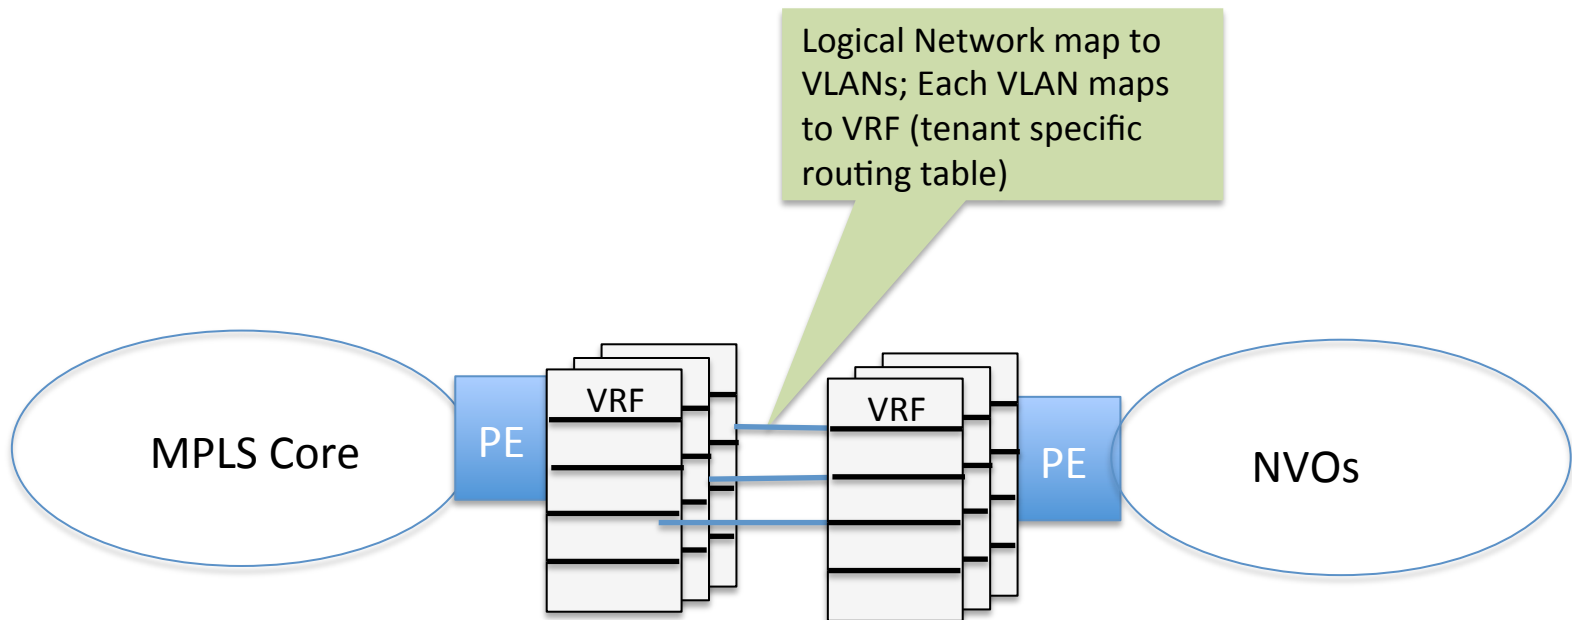 Logical Network map to
VLANs; Each VLAN maps
to VRF (tenant specific
routing table)
VRF
VRF
PE
PE
MPLS Core
NVOs